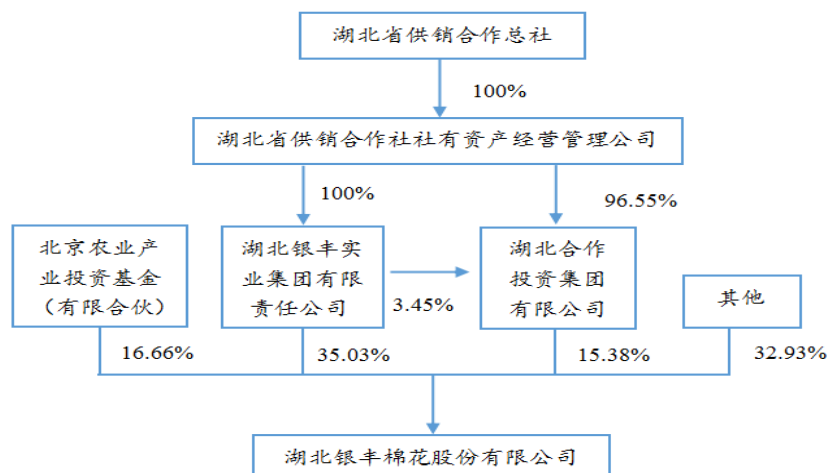 湖北省供销合作总社
100%
湖北省供销合作社社有资产经营管理公司
100%
96.55%
北京农业产
业投资基金
（有限合伙）
湖北银丰实
业集团有限
责任公司
3.45%
湖北合作
投资集团
有限公司
其他
16.66%
35.03%
15.38%
32.93%
湖北银丰棉花股份有限公司